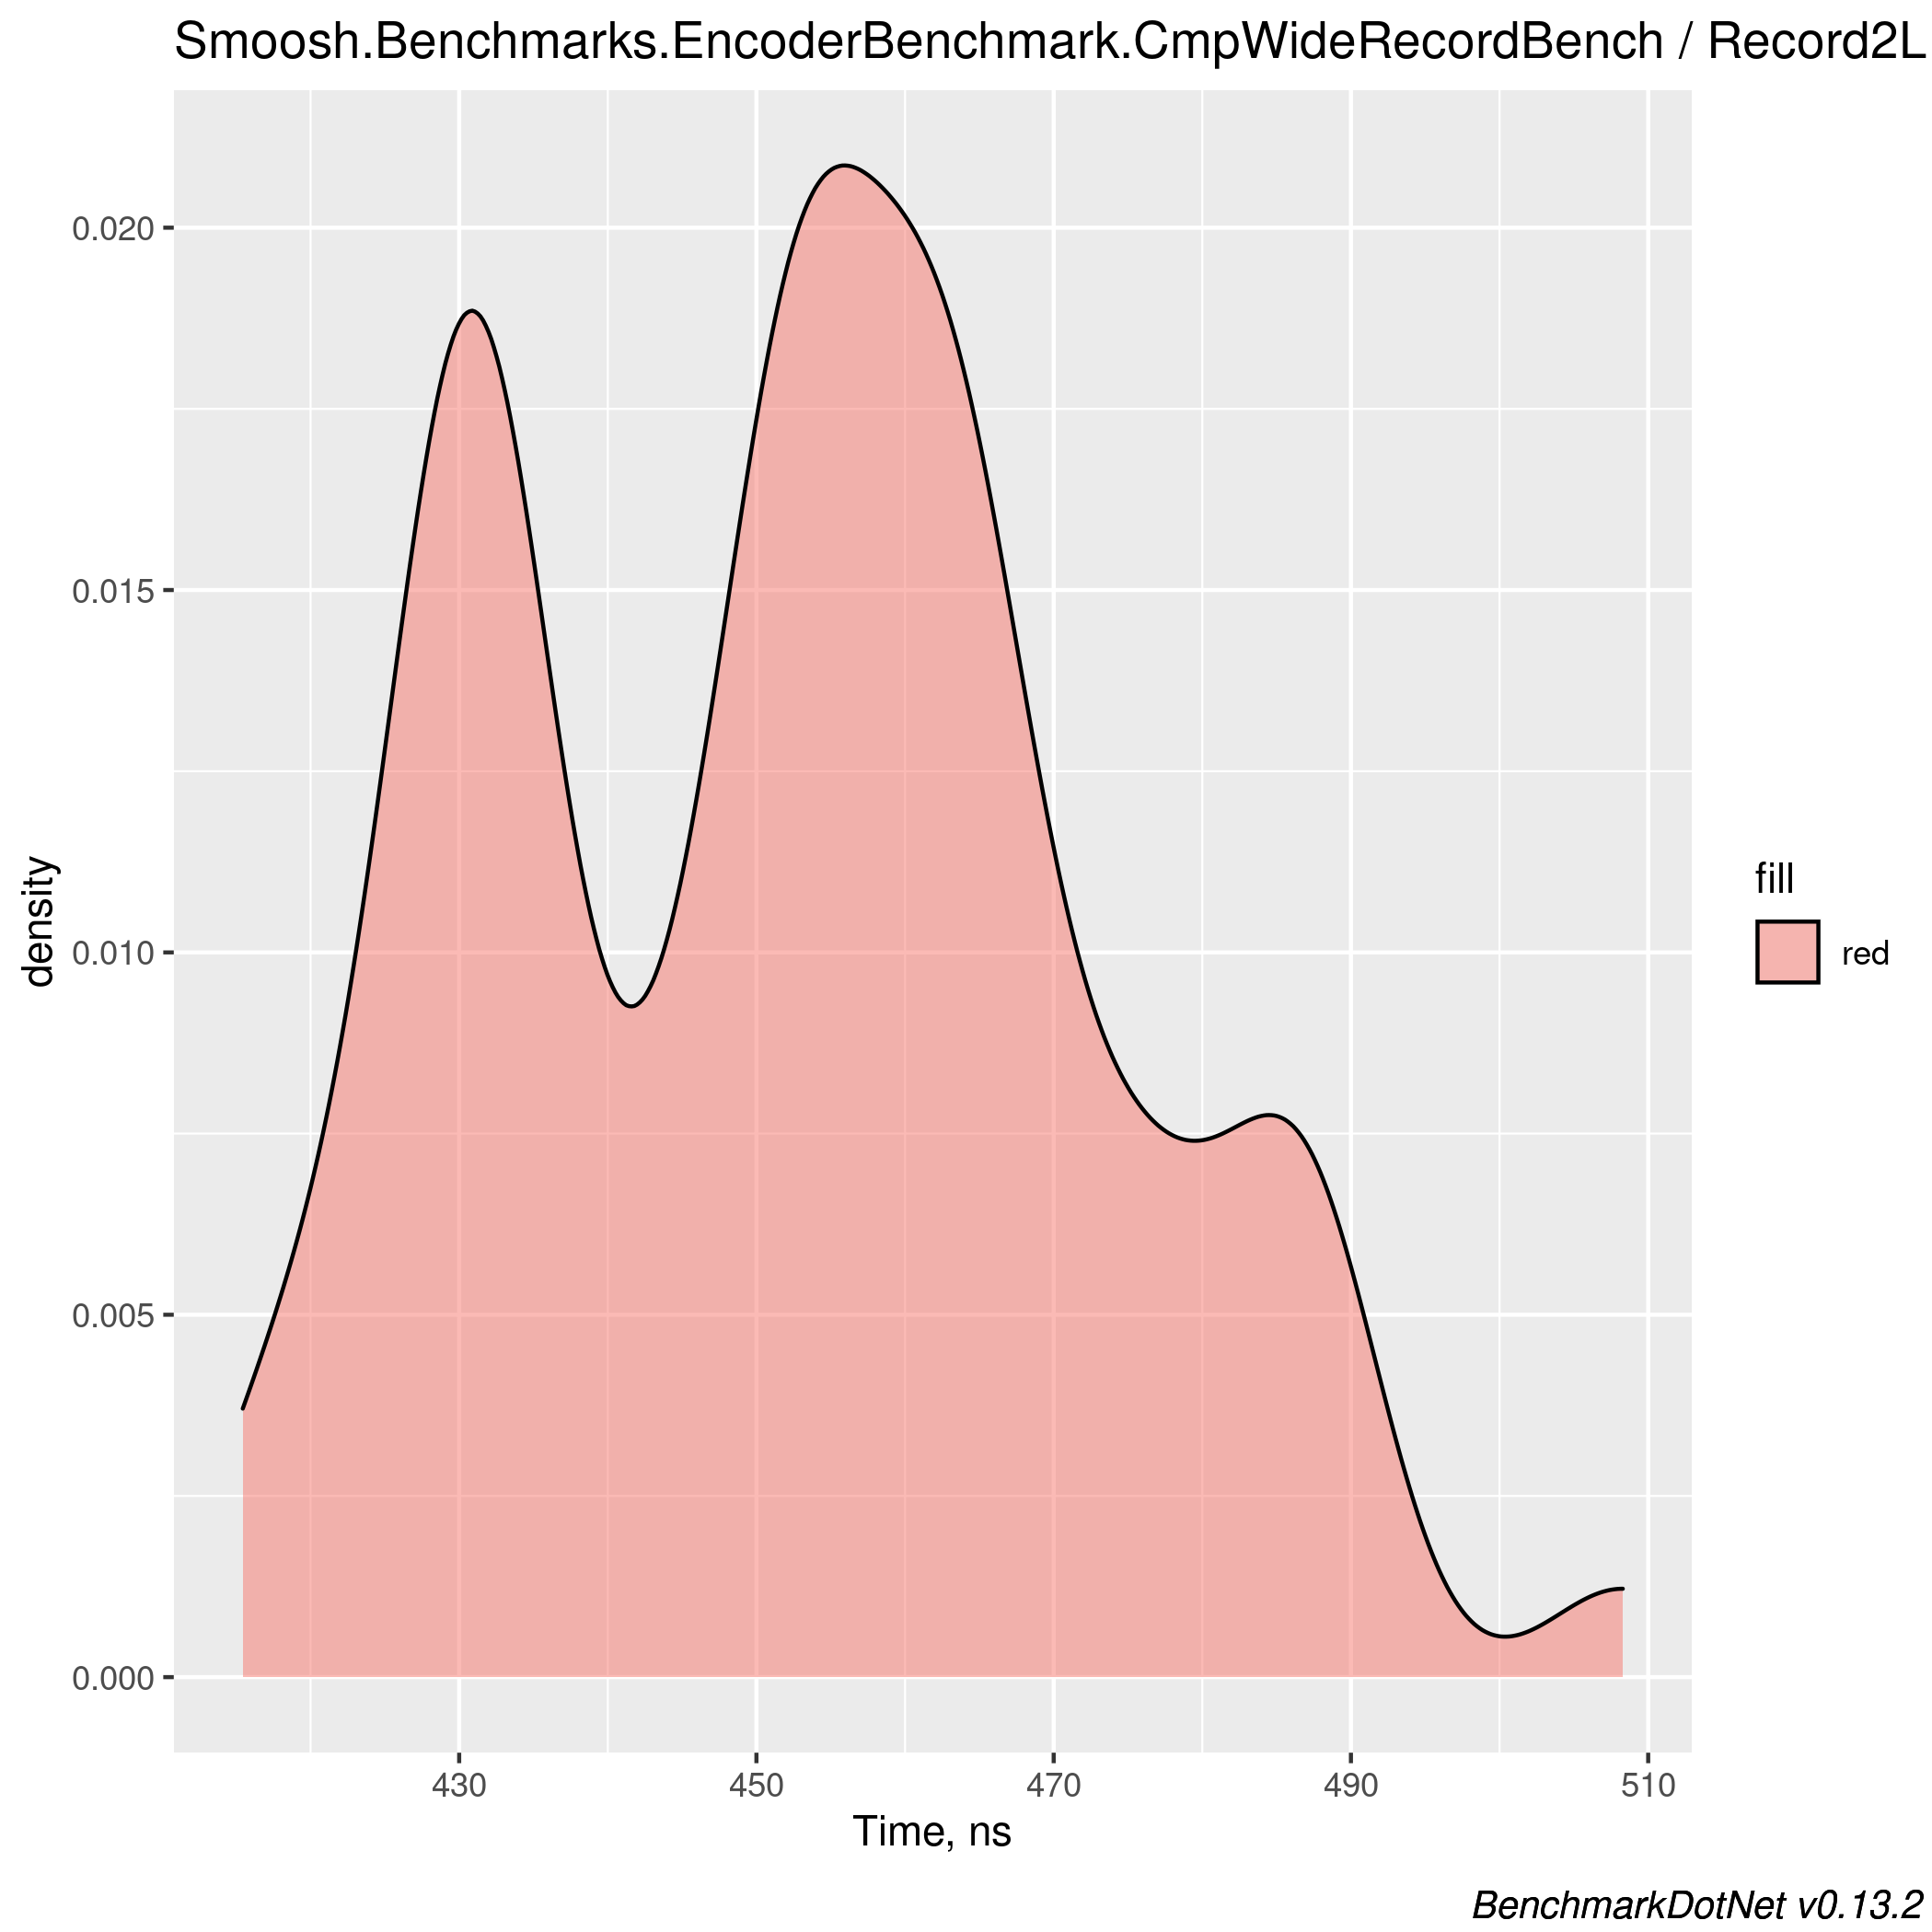 Smoosh.Benchmarks.EncoderBenchmark.CmpWideRecordBench / Record2L
density
0.020
0.015
0.010
0.005
0.000
430 450 470 490 510
Time, ns
fill
red
BenchmarkDotNet v0.13.2